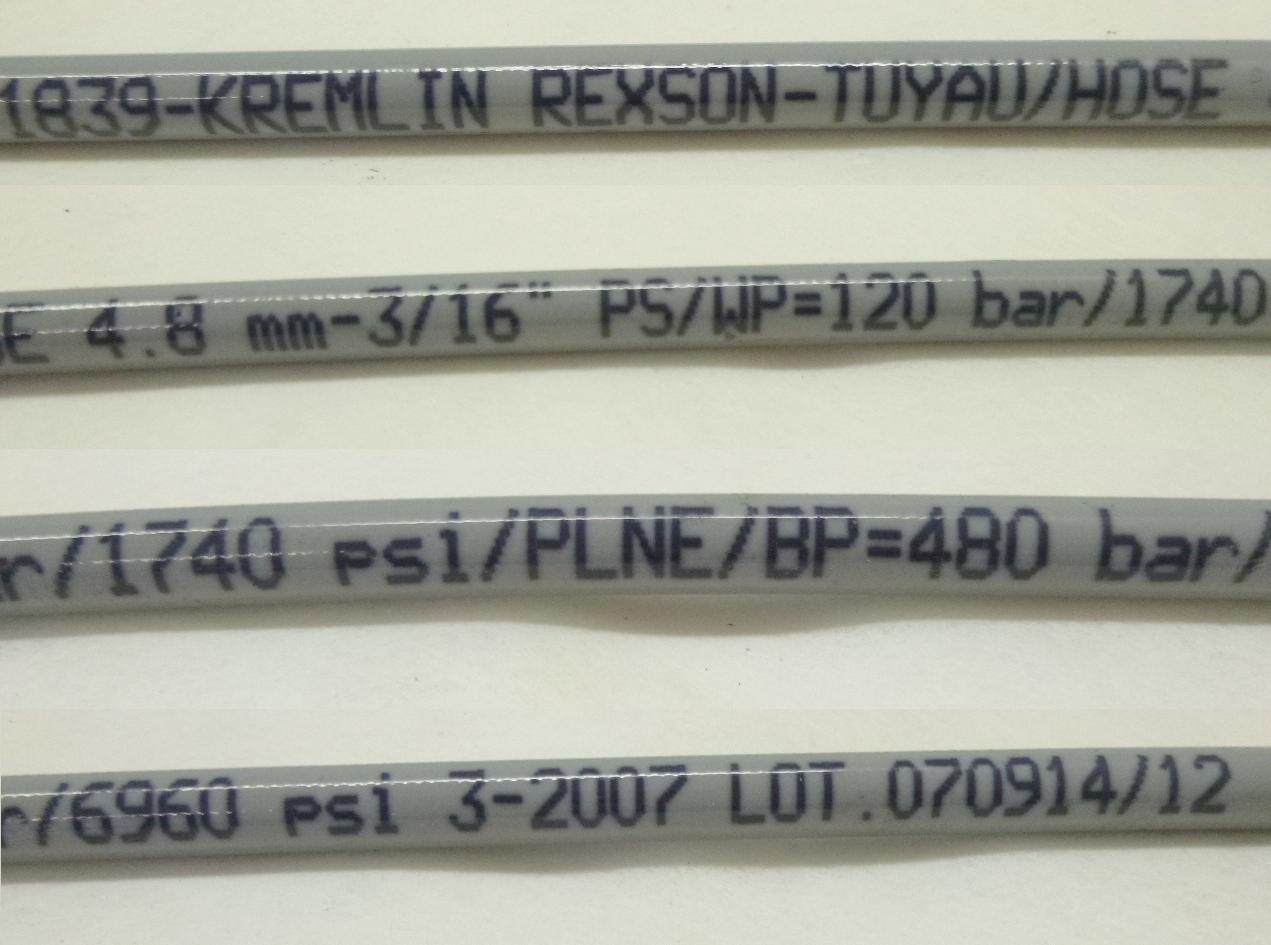 1839-KREMLIN REXSON-TUYAU/HOSE
SE 4.8 mm-3/16" PS/WP=120 bar/1740
r/1740 psi/PLNE/BP=480 bar/
r/6960 psi 3-2007 LOT.070914/12